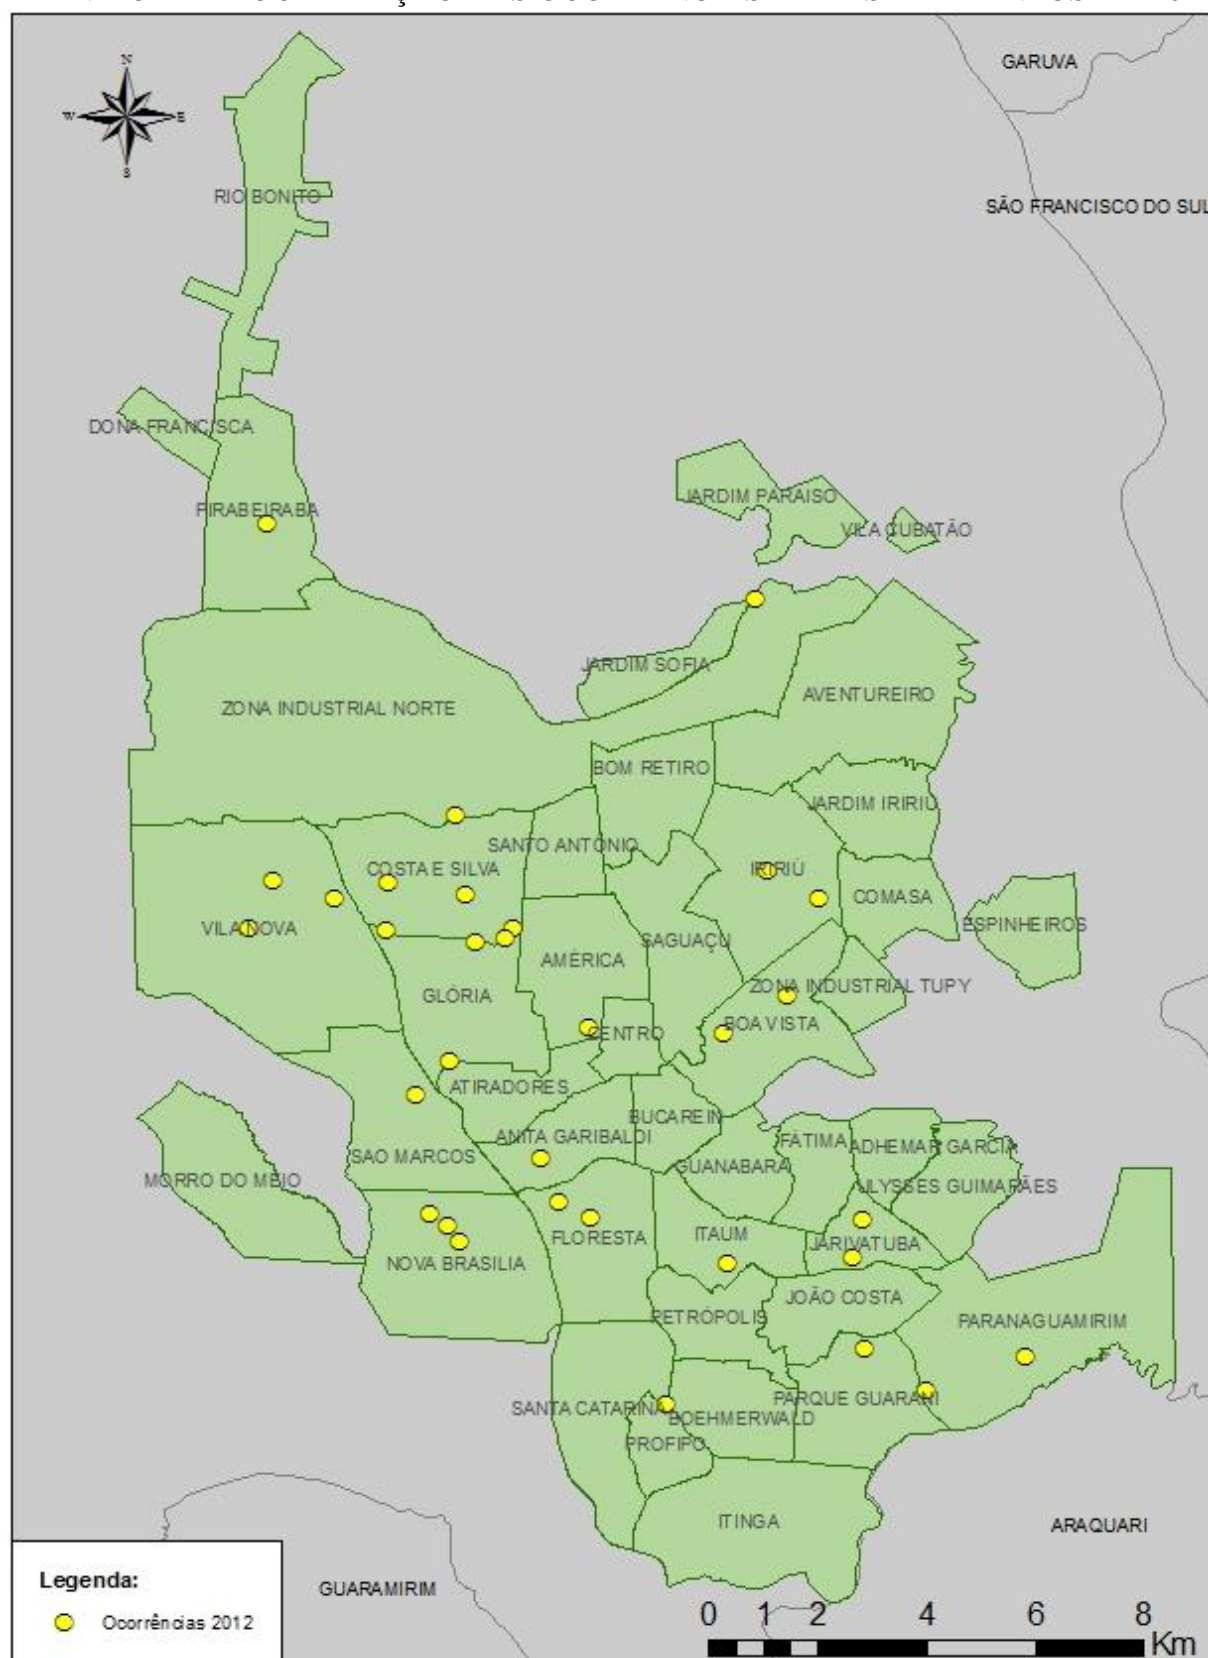 GARUVA
N
W E
S
RIO BONITO
SÃO FRANCISCO DO SUL
DONA FRANCISCA
PIRABEIRABA
JARDIM PARAISO
VILA CUBATÃO
JARDIM SOFIA
AVENTUREIRO
ZONA INDUSTRIAL NORTE
BOM RETIRO
JARDIM IRIRIÚ
SANTO ANTÔNIO
COSTA E SILVA
IRIRIÚ
COMASA
VILA NOVA
ESPINHEIROS
SAGUAÇU
AMÉRICA
GLÓRIA
ZONA INDUSTRIAL TUPY
BOA VISTA
CENTRO
ATIRADORES
BUCAREIN
ANITA GARIBALDI
FÁTIMA
ADHEMAR GARCIA
SAO MARCOS
GUANABARA
MORRO DO MEIO
ULYSSES GUIMARÃES
FLORESTA
ITAUM
JARIVATUBA
NOVA BRASILIA
JOÃO COSTA
PETRÓPOLIS
PARANAGUAMIRIM
PARQUE GUARANI
SANTA CATARINA
BOEHMERWALD
PROFIPO
ITINGA
ARAQUARI
GUARAMIRIM
Legenda:
Ocorrências 2012
0 1 2 4 6 8
Km